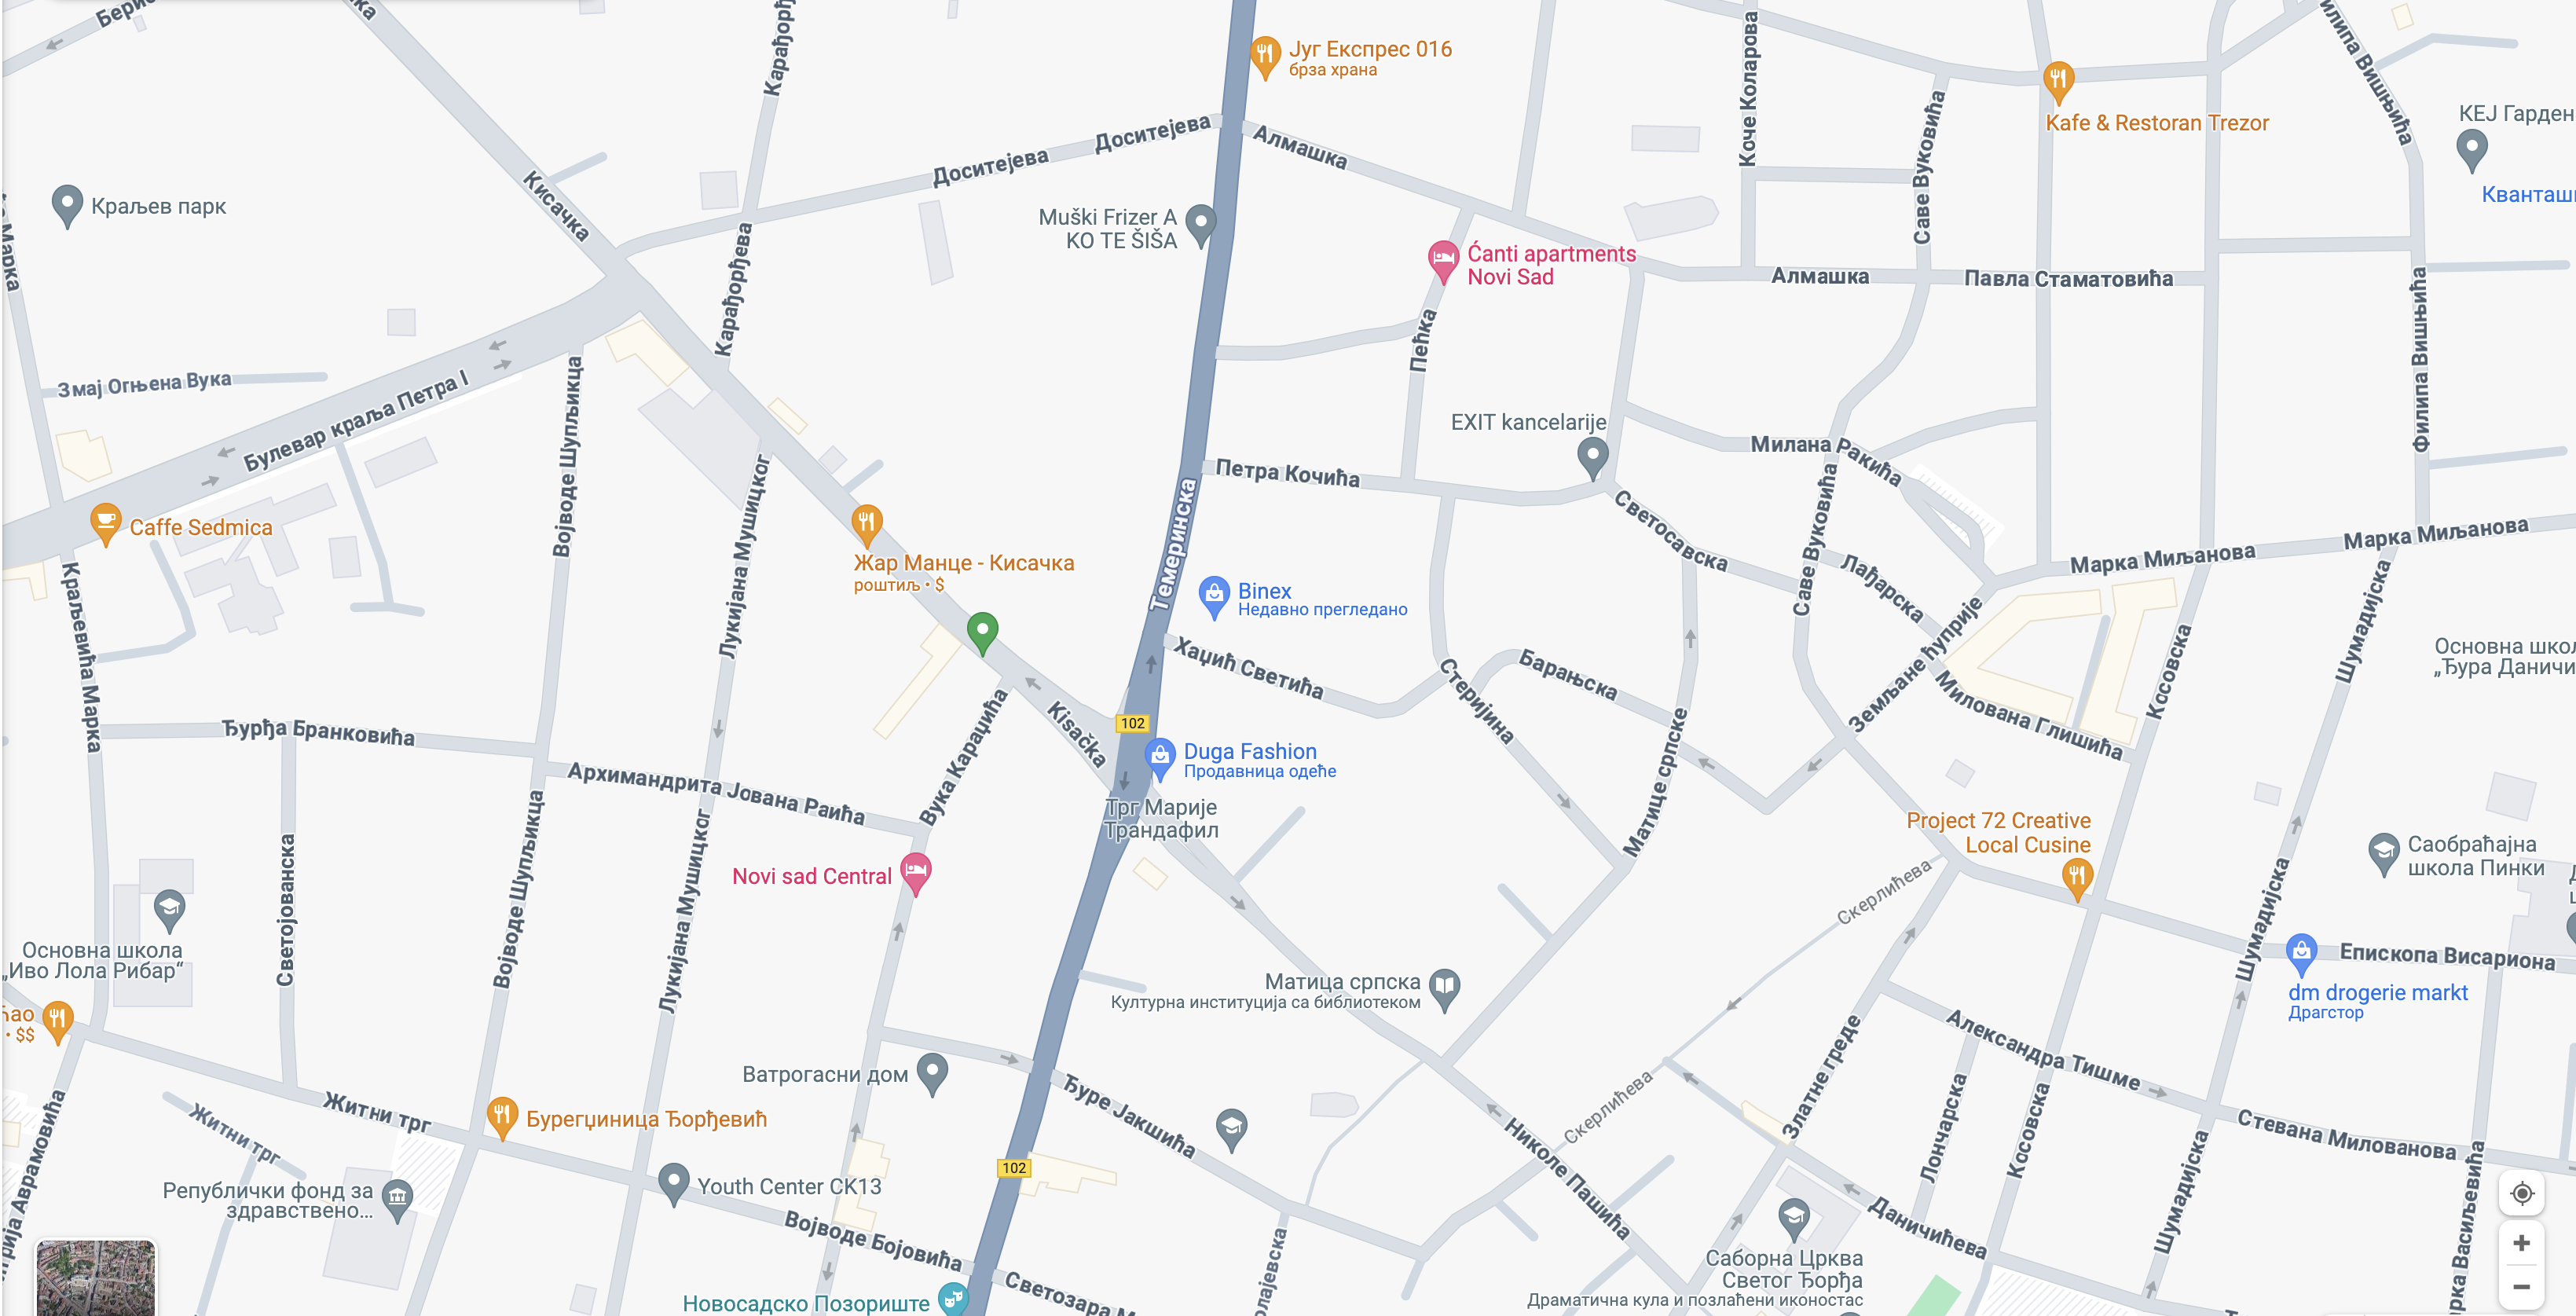 Кисачка
Карађорђева
Југ Експрес 016
брза храна
Коче Коларова
Саве Вуковића
Kafe & Restoran Trezor
Филипа Вишњића
Доситејева
Доситејева
Алмашка
Краљев парк
Muški Frizer A
KO TE ŠIŠA
Карађорђева
Ćanti apartments
Novi Sad
Алмашка
Павла Стаматовића
Змај Огњена Вука
Булевар краља Петра I
Војводе Шупљикца
Пећка
EXIT kancelarije
Милана Ракића
Caffe Sedmica
Лукијана Мушицког
Петра Кочића
Светосавска
Саве Вуковића
Марка Миљанова
Марка Миљанова
Жар Манце - Кисачка
роштиљ • $
Темеринска
Binex
Недавно прегледано
Лађарска
Земљане ћуприје
Косовска
Шумадијска
Основна
Краљевића Марка
Хаџић Светића
Стеријина
Барањска
Милована Глишића
Ђурђа Бранковића
Kisačka
102
Duga Fashion
Продавница одеће
Архимандрита Јована Раића
Вука Караџића
Трг Марије
Трандафил
Матице српске
Project 72 Creative
Local Cusine
Саобраћајна
школа Пинки
Novi sad Central
Скерлићева
Светојованска
Војводе Шупљикца
Лукијана Мушицког
Основна школа
„Иво Лола Рибар“
Шумадијска
Епископа Висариона
dm drogerie markt
Драгстор
Матица српска
Културна институција са библиотеком
• $$
Александра Тишме
Ватрогасни дом
Ђуре Јакшића
Златне греде
Лончарска
Косовска
Стевана Милованова
Житни трг
Житни трг
Бурегџиница Ђорђевић
Скерлићева
Николе Пашића
102
Републички фонд за
здравствено...
Youth Center CK13
Војводе Бојовића
Даничићева
Шумадијска
Саборна Црква
Светог Ђорђа
Драматична кула и позлаћени иконостас
Новосадско Позориште
Светозара